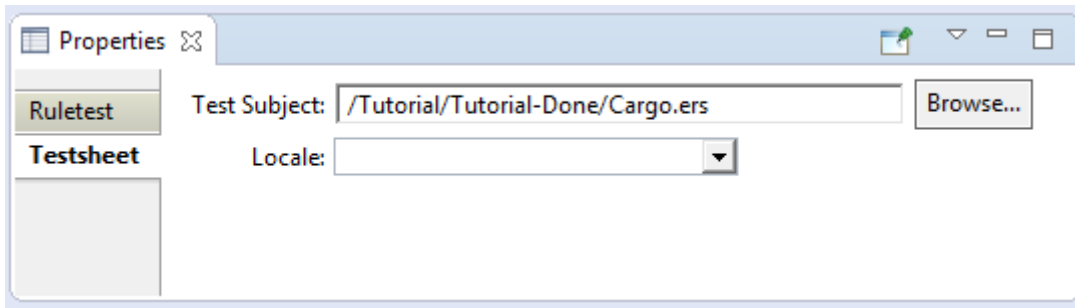 Properties
Ruletest
Test Subject: /Tutorial/Tutorial-Done/Cargo.ers Browse...
Testsheet
Locale: